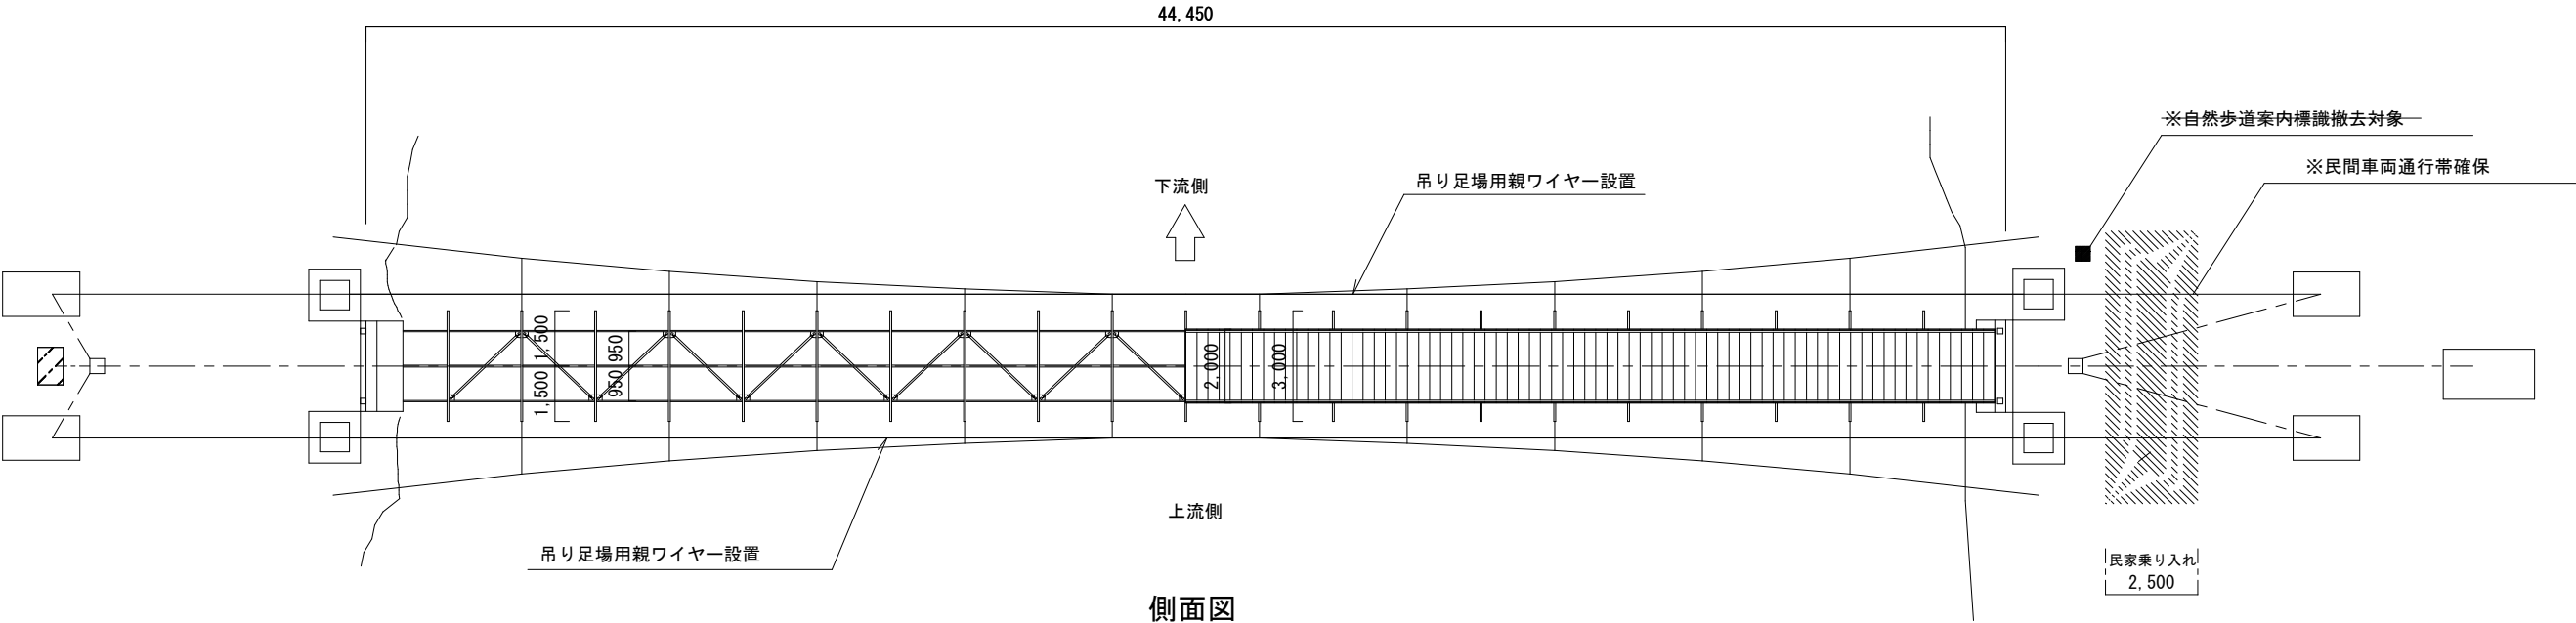 44,450
※自然歩道案内標識撤去対象
※民間車両通行帯確保
吊り足場用親ワイヤー設置
下流側
1,500 1,500
950 950
2,000
3,000
上流側
吊り足場用親ワイヤー設置
民家乗り入れ
2,500
側面図